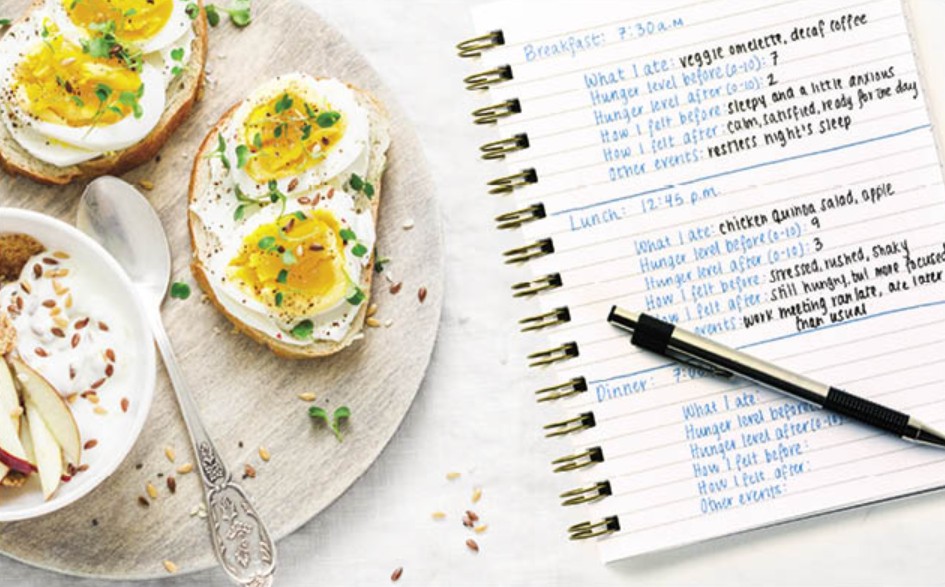 Breakfast: 7:30 a.m
What I ate: veggie omelette, decaf coffee
Hunger level before (0-10): 7
Hunger level after (0-10): 2
How I felt before: sleepy and a little anxious
How I felt after: calm, satisfied, ready for the day
Other events: restless night's sleep
Lunch: 12:45 p.m.
What I ate: chicken quinoa salad, apple
Hunger level before (0-10): 9
Hunger level after (0-10): 3
How I felt before: stressed, rushed, shaky
How I felt after: still hungry, but more focused
events: work meeting ran late, ate later
than usual
Dinner: 7:
What I ate:
Hunger level before
Hunger level after (0-10)
How I felt before:
How I felt after:
Other events: